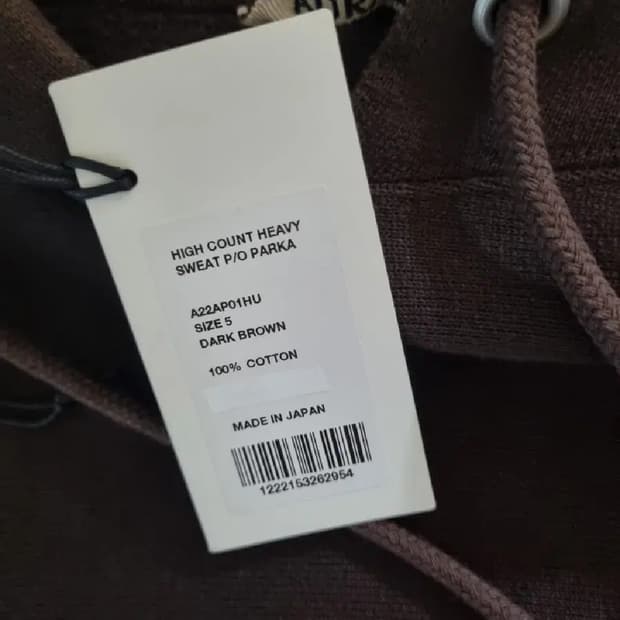 HIGH COUNT HEAVY
SWEAT P/O PARKA
A22AP01HU
SIZE 5
DARK BROWN
100% COTTON
MADE IN JAPAN
1222153262954